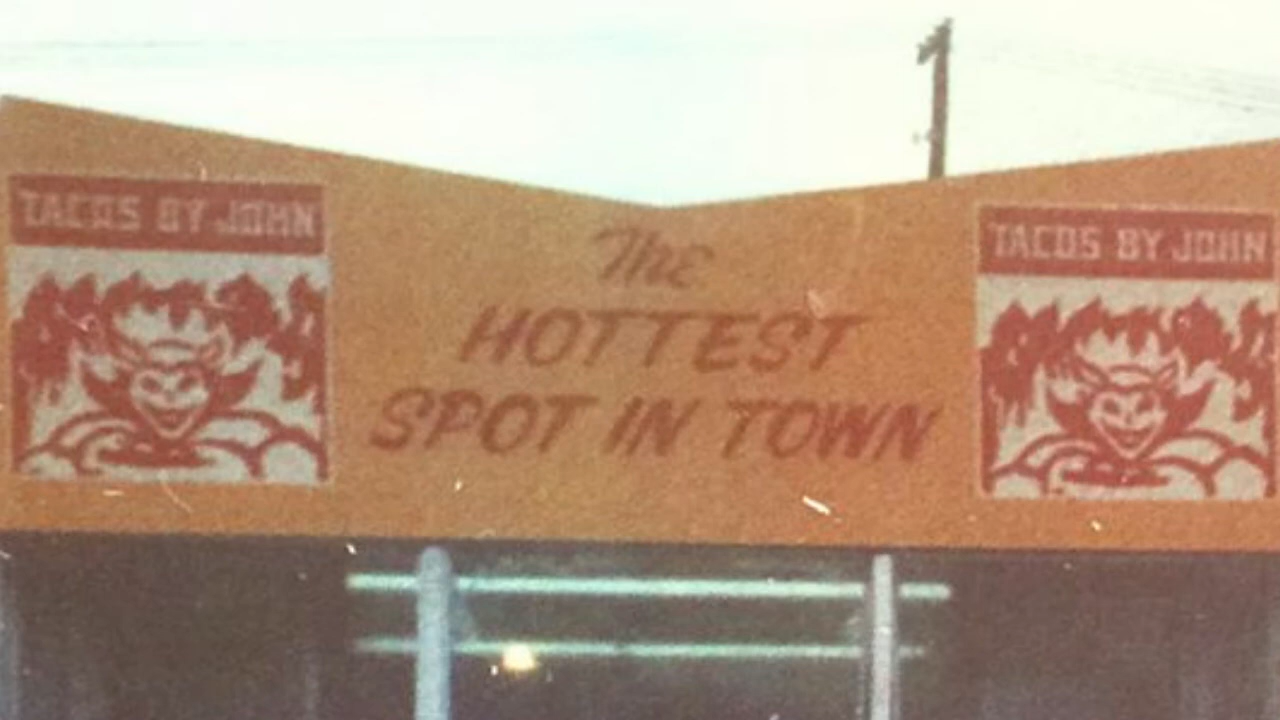 TACOS BY JOHN
The
HOTTEST
SPOT IN TOWN
TACOS BY JOHN